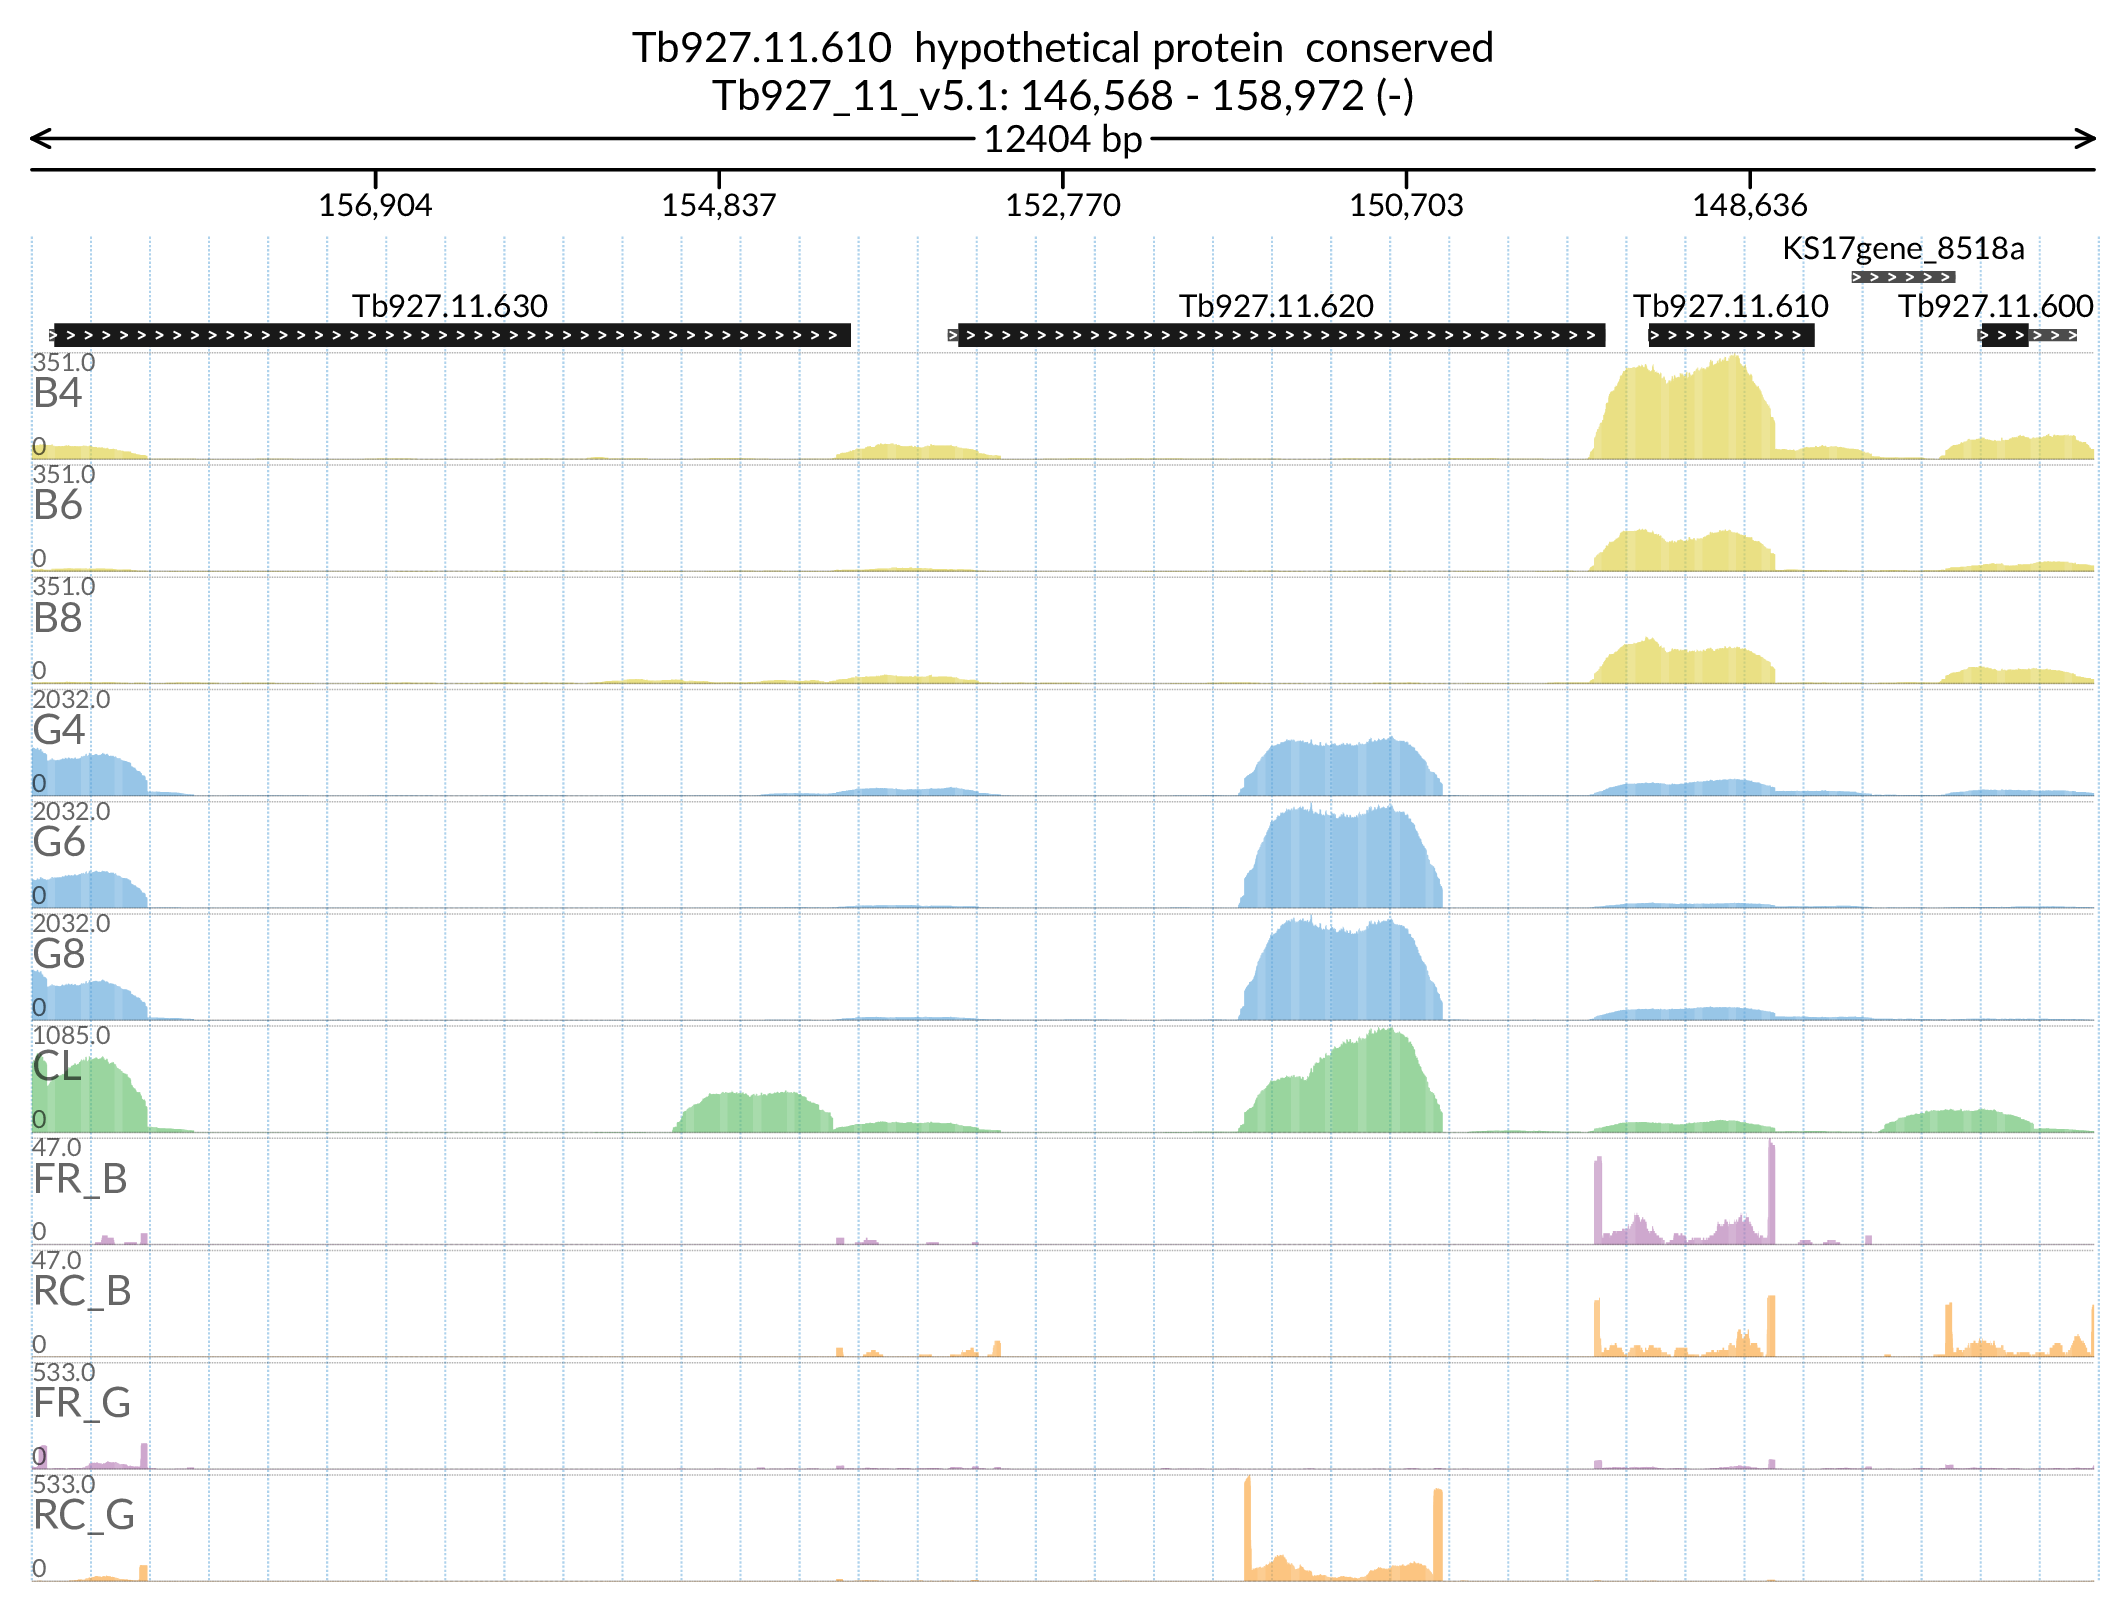 Tb927.11.610  hypothetical protein  conserved
Tb927_11_v5.1: 146,568 - 158,972 (-)
12404 bp
156,904 154,837 152,770 150,703 148,636
KS17gene_8518a
Tb927.11.630 Tb927.11.620 Tb927.11.610 Tb927.11.600
351.0
B4
0
351.0
B6
0
351.0
B8
0
2032.0
G4
0
2032.0
G6
0
2032.0
G8
0
1085.0
CL
0
47.0
FR_B
0
47.0
RC_B
0
533.0
FR_G
0
533.0
RC_G
0